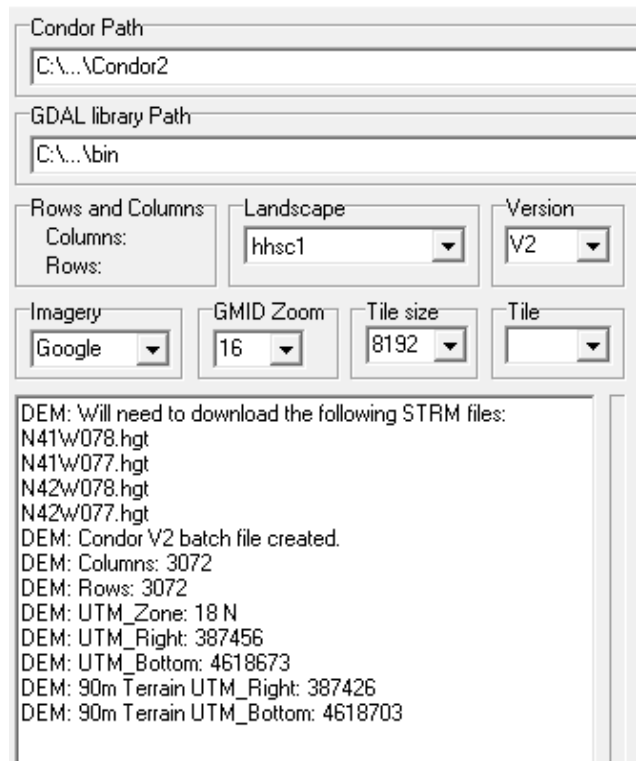 Condor Path
C:\...\Condor2
GDAL library Path
C:\...\bin
Rows and Columns
Columns:
Rows:
Landscape
hhsc1
Version
V2
Imagery
Google
GMID Zoom
16
Tile size
8192
Tile
DEM: Will need to download the following STRM files:
N41W078.hgt
N41W077.hgt
N42W078.hgt
N42W077.hgt
DEM: Condor V2 batch file created.
DEM: Columns: 3072
DEM: Rows: 3072
DEM: UTM_Zone: 18 N
DEM: UTM_Right: 387456
DEM: UTM_Bottom: 4618673
DEM: 90m Terrain UTM_Right: 387426
DEM: 90m Terrain UTM_Bottom: 4618703